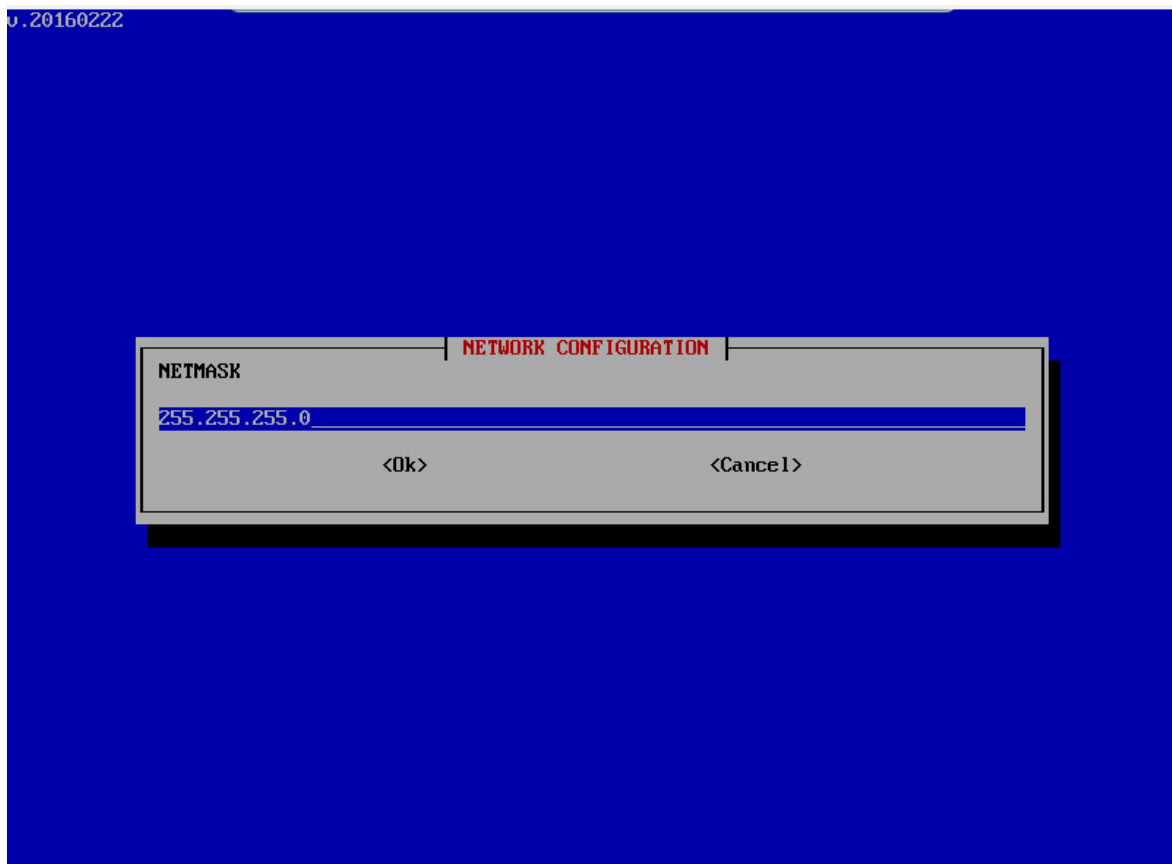 v.20160222
NETWORK CONFIGURATION
NETMASK
255.255.255.0
<Ok> <Cancel>